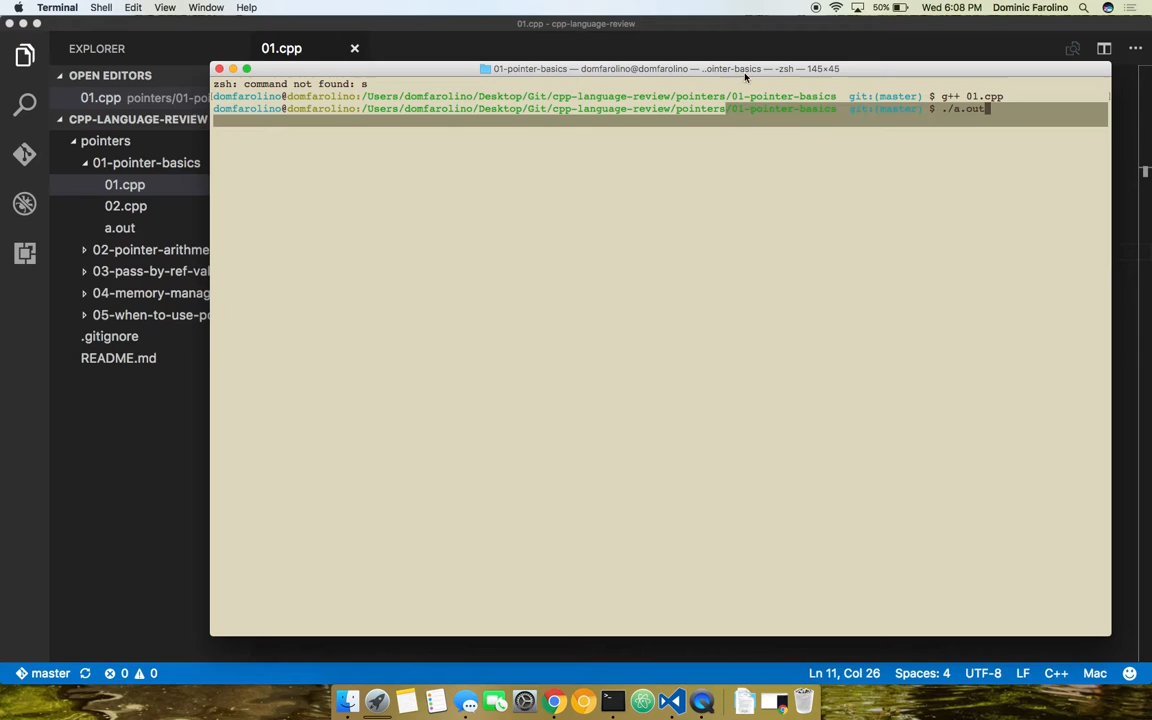 Terminal Shell Edit View Window Help 50% Wed 6:08 PM Dominic Farolino
01.cpp - cpp-language-review
EXPLORER
01.cpp
OPEN EDITORS
01.cpp pointers/01-po
CPP-LANGUAGE-REVIEW
pointers
01-pointer-basics
01.cpp
02.cpp
a.out
02-pointer-arithme
03-pass-by-ref-val
04-memory-manag
05-when-to-use-po
.gitignore
README.md
01-pointer-basics — domfarolino@domfarolino — ..ointer-basics — -zsh — 145×45
zsh: command not found: s
domfarolino@domfarolino:/Users/domfarolino/Desktop/Git/cpp-language-review/pointers/01-pointer-basics git:(master) $ g++ 01.cpp
domfarolino@domfarolino:/Users/domfarolino/Desktop/Git/cpp-language-review/pointers/01-pointer-basics git:(master) $ ./a.out
master 0 0 Ln 11, Col 26 Spaces: 4 UTF-8 LF C++ Mac